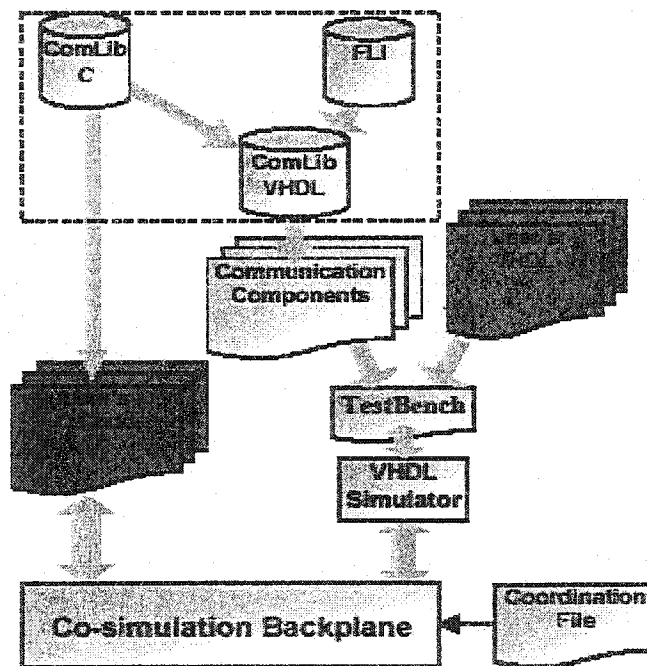 ComLib
C
FLI
ComLib
VHDL
Communication
Components
TestBench
VHDL
Simulator
Co-simulation Backplane
Coordination
File